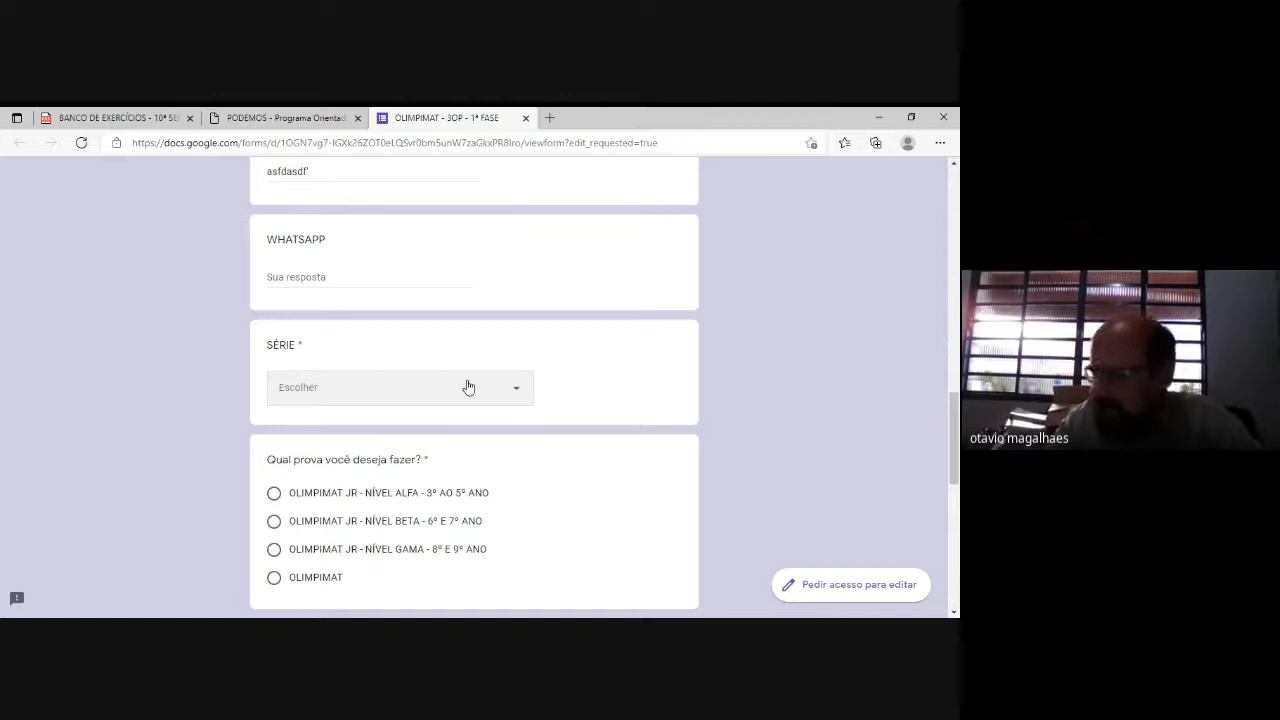 BANCO DE EXERCÍCIOS - 10ª SE
PODEMOS - Programa Orientad
OLIMPIMAT - 3OP - 1ª FASE
https://docs.google.com/forms/d/1OGN7vg7-IGXk26ZOT0eLQSvr0bm5unW7zaGkxPR8Iro/viewform?edit_requested=true
asfdasdf'
WHATSAPP
Sua resposta
SÉRIE *
Escolher
Qual prova você deseja fazer? *
OLIMPIMAT JR - NÍVEL ALFA - 3º AO 5º ANO
OLIMPIMAT JR - NÍVEL BETA - 6º E 7º ANO
OLIMPIMAT JR - NÍVEL GAMA - 8º E 9º ANO
OLIMPIMAT
Pedir acesso para editar
otavio magalhaes